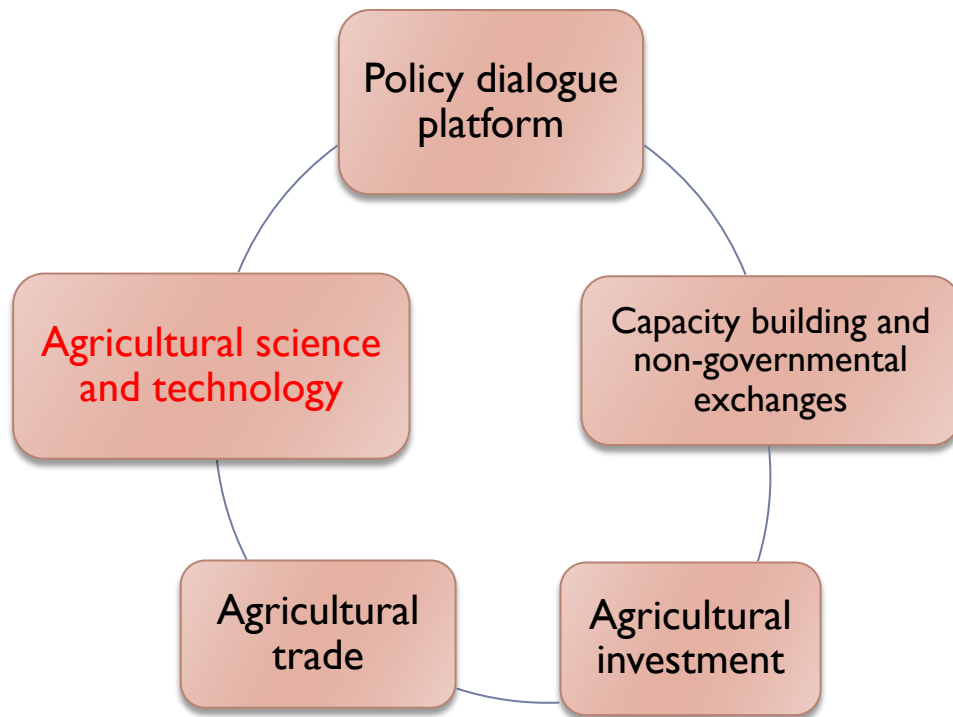 Policy dialogue
platform
Agricultural science
and technology
Capacity building and
non-governmental
exchanges
Agricultural
trade
Agricultural
investment